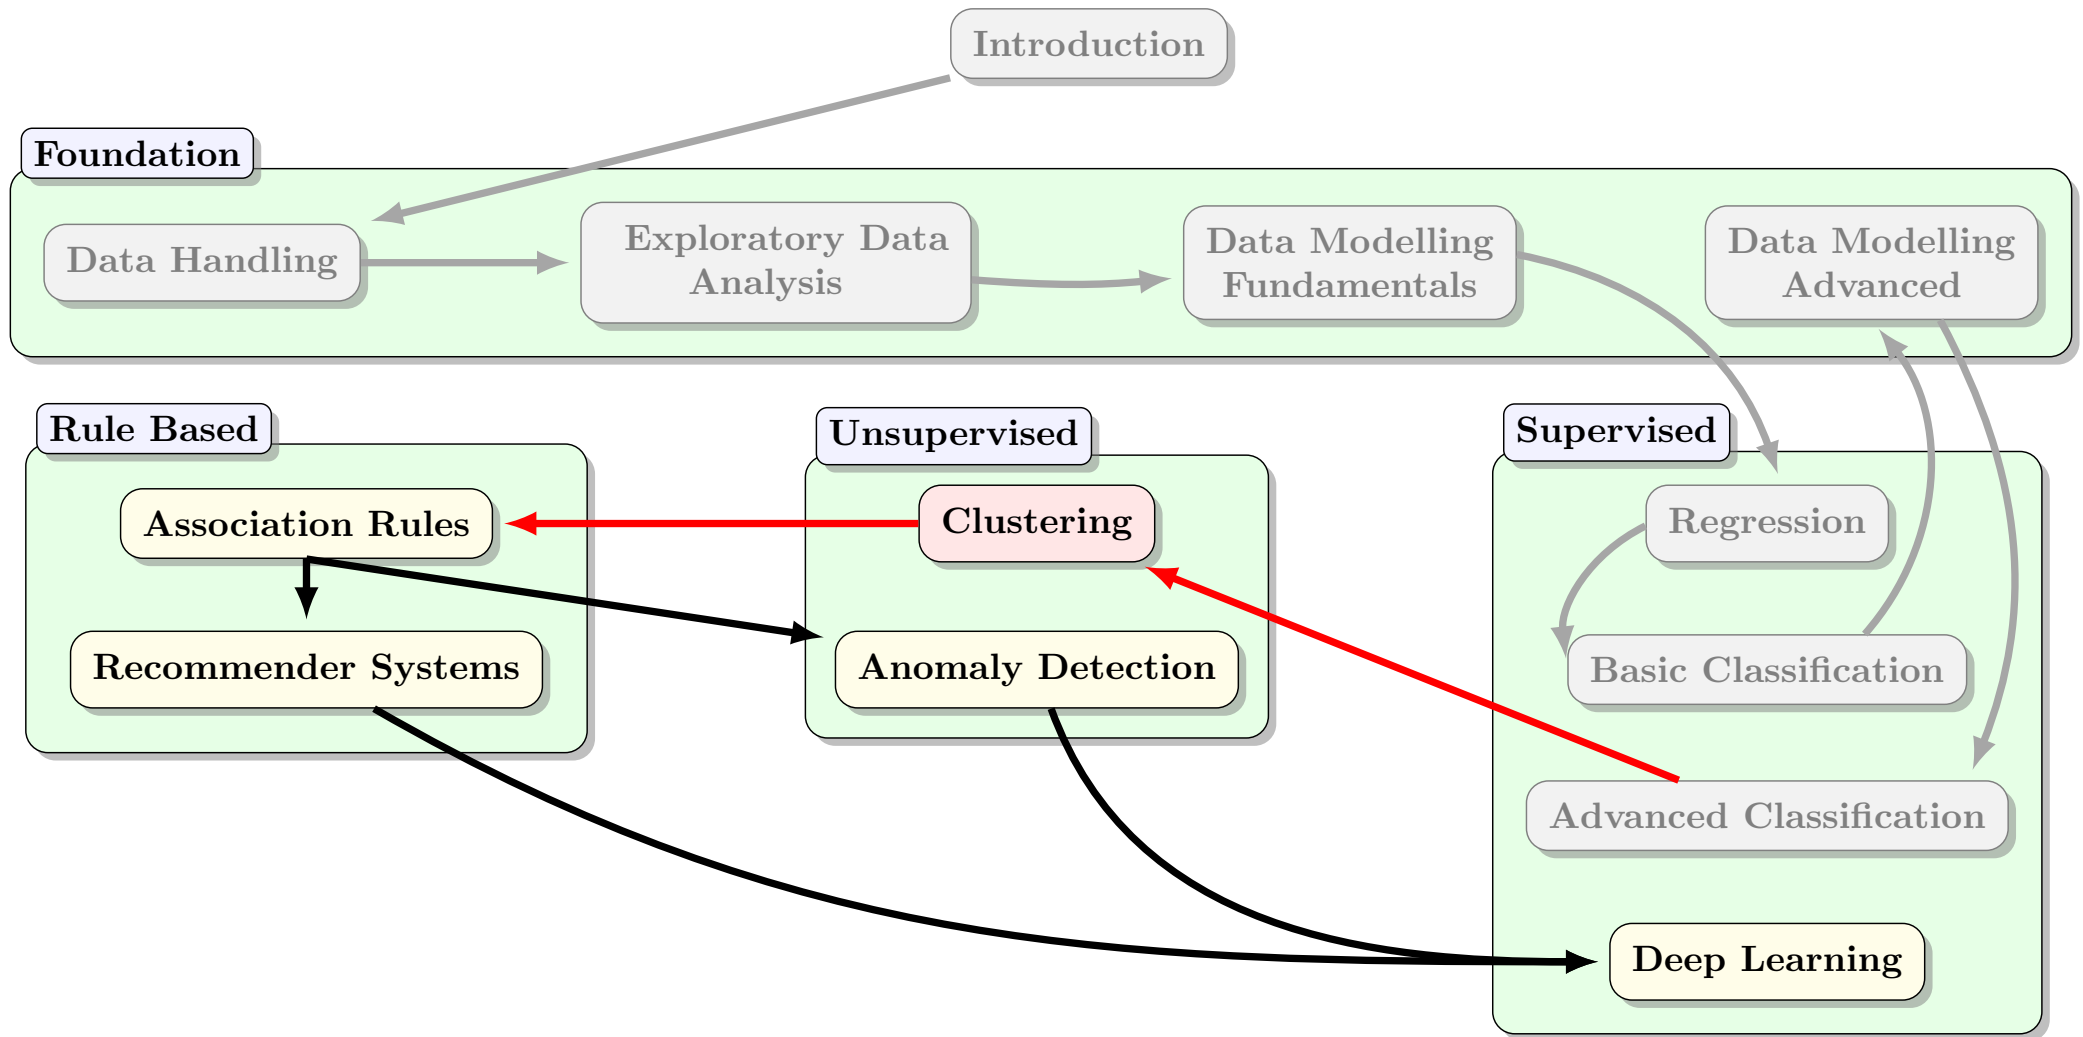 Introduction
Foundation
Data Handling
Exploratory Data
Analysis
Data Modelling
Fundamentals
Data Modelling
Advanced
Rule Based
Association Rules
Recommender Systems
Unsupervised
Clustering
Anomaly Detection
Supervised
Regression
Basic Classification
Advanced Classification
Deep Learning